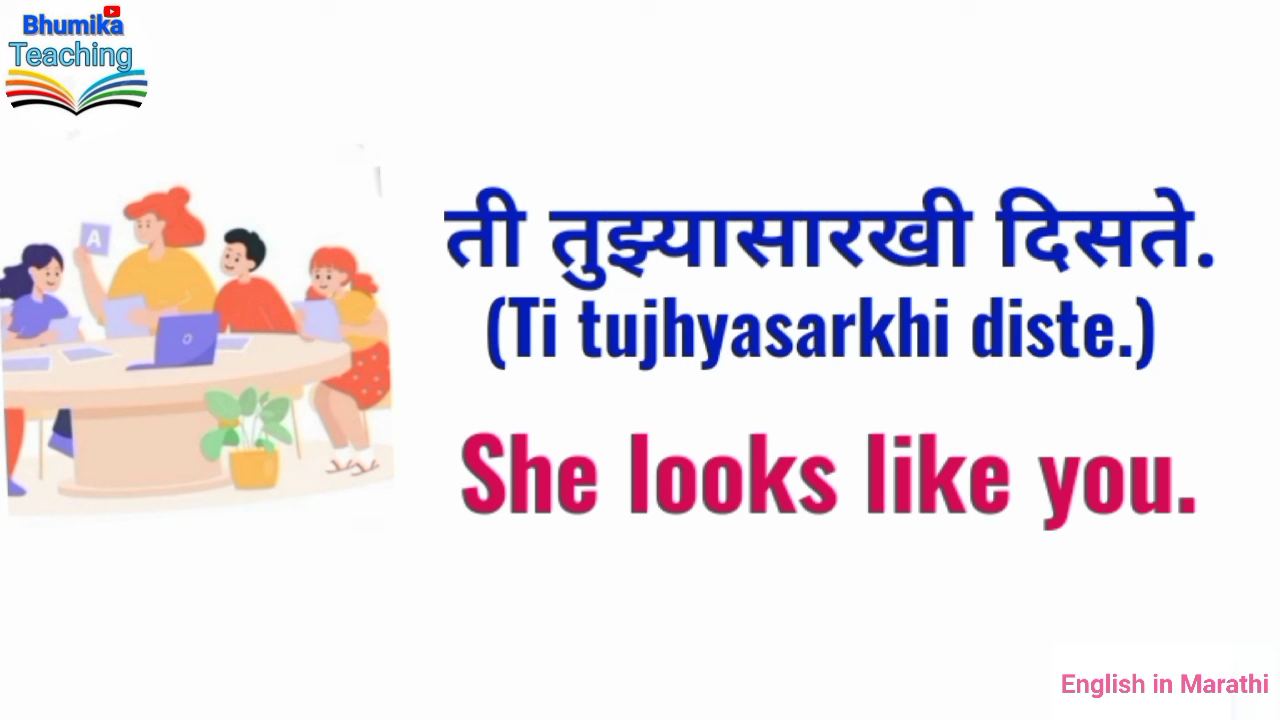 Bhumika
Teaching
A
ती तुझ्यासारखी दिसते.
(Ti tujhyasarkhi diste.)
She looks like you.
English in Marathi